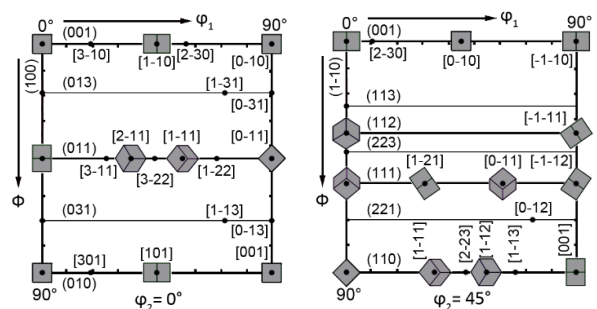 0° φ₁ 90°
(001)
[3-10] [1-10] [2-30] [0-10]
(100)
(013) [1-31]
[0-31]
[2-11] [1-11] [0-11]
(011)
[3-11] [3-22] [1-22]
Φ
(031) [1-13]
[0-13]
[301] [101] [001]
(010)
90° φ₂= 0°
0° φ₁ 90°
(001)
[2-30] [0-10] [-1-10]
(1-10)
(113)
(112) [-1-11]
(223)
[1-21] [0-11] [-1-12]
(111)
Φ
(221) [0-12]
[1-11] [2-23] [1-12] [1-13] [001]
(110)
90° φ₂= 45°